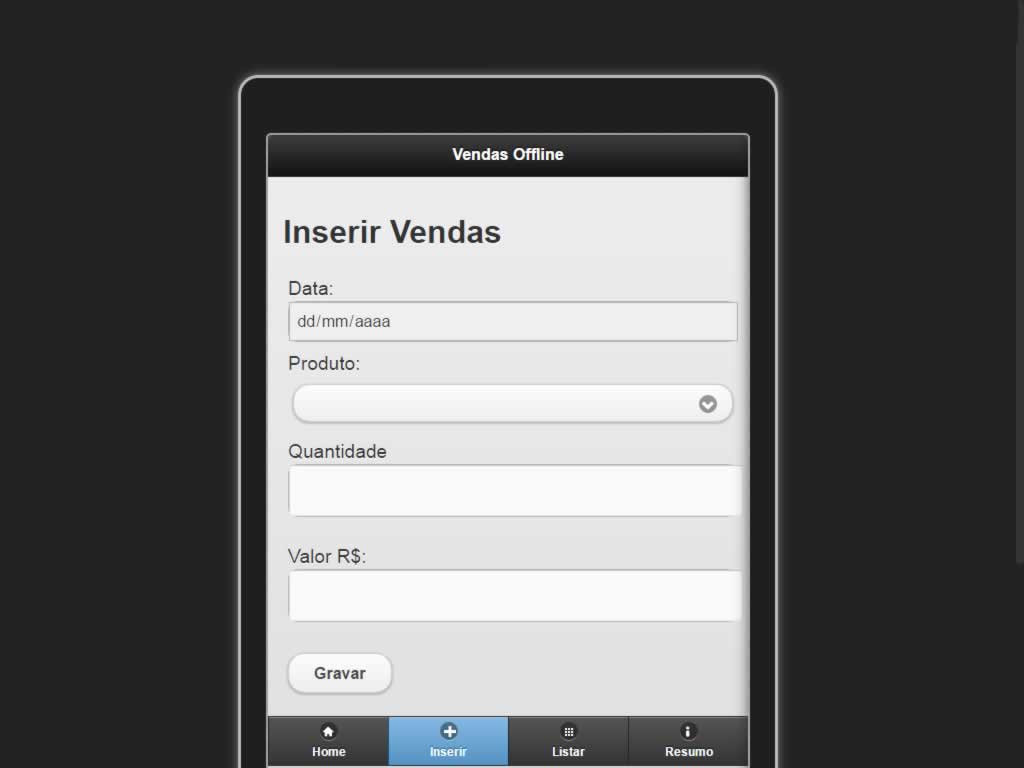 Vendas Offline
Inserir Vendas
Data:
dd/mm/aaaa
Produto:
Quantidade
Valor R$:
Gravar
Home Inserir Listar Resumo